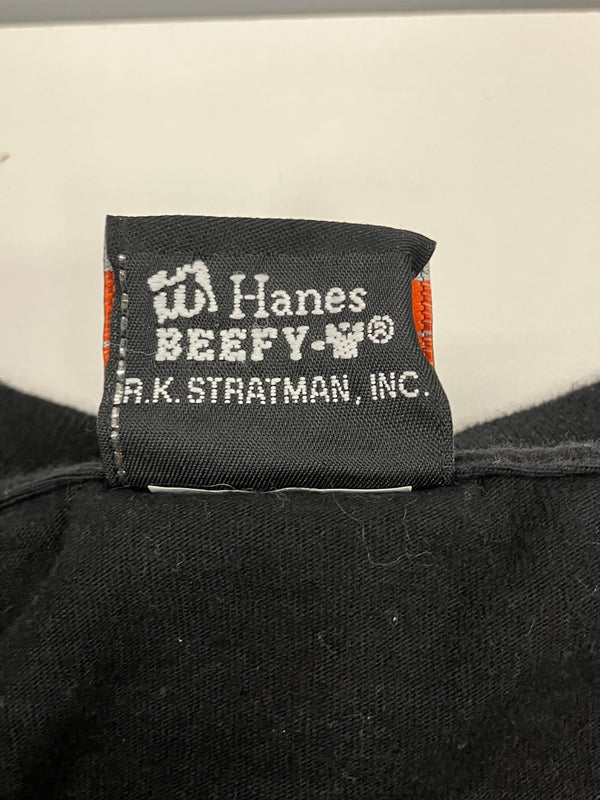 Hanes
BEEFY-T®
R.K. STRATMAN, INC.